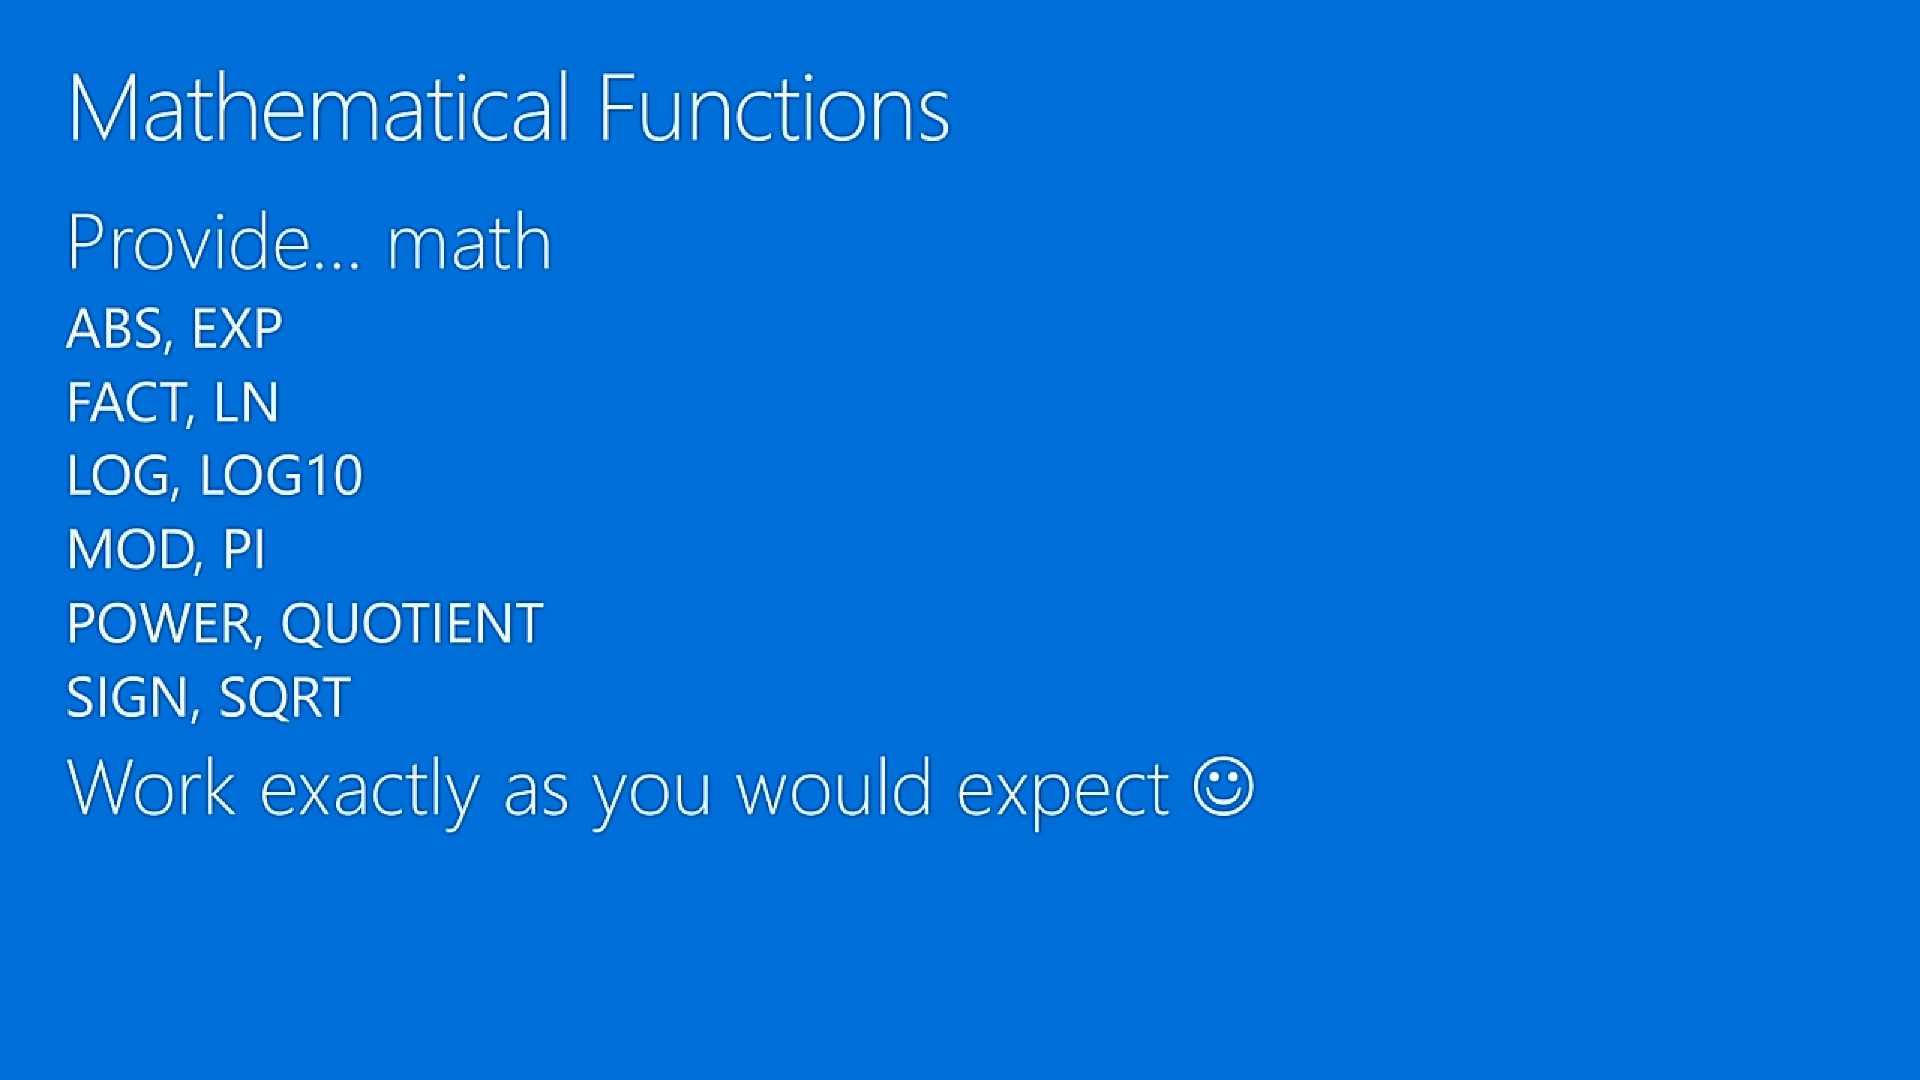 Mathematical Functions
Provide... math
ABS, EXP
FACT, LN
LOG, LOG10
MOD, PI
POWER, QUOTIENT
SIGN, SQRT
Work exactly as you would expect ☺